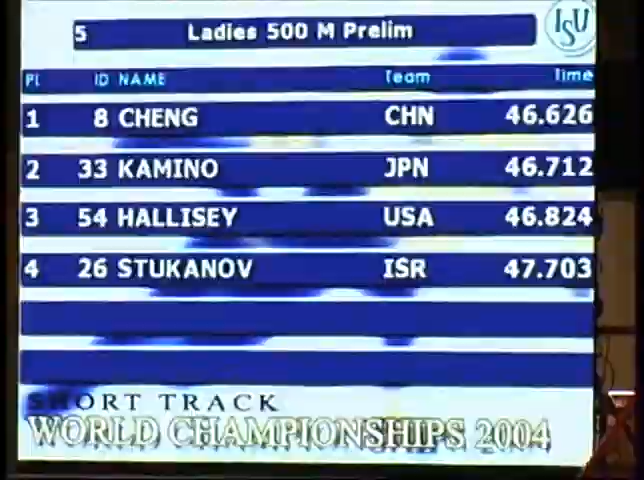 5 Ladies 500 M Prelim ISU
Pl ID NAME Team Time
1 8 CHENG CHN 46.626
2 33 KAMINO JPN 46.712
3 54 HALLISEY USA 46.824
4 26 STUKANOV ISR 47.703
SHORT TRACK
WORLD CHAMPIONSHIPS 2004